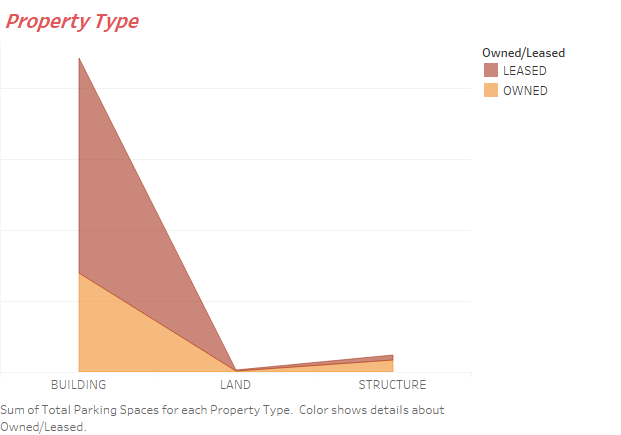 Property Type
Owned/Leased
LEASED
OWNED
BUILDING
LAND
STRUCTURE
Sum of Total Parking Spaces for each Property Type. Color shows details about
Owned/Leased.